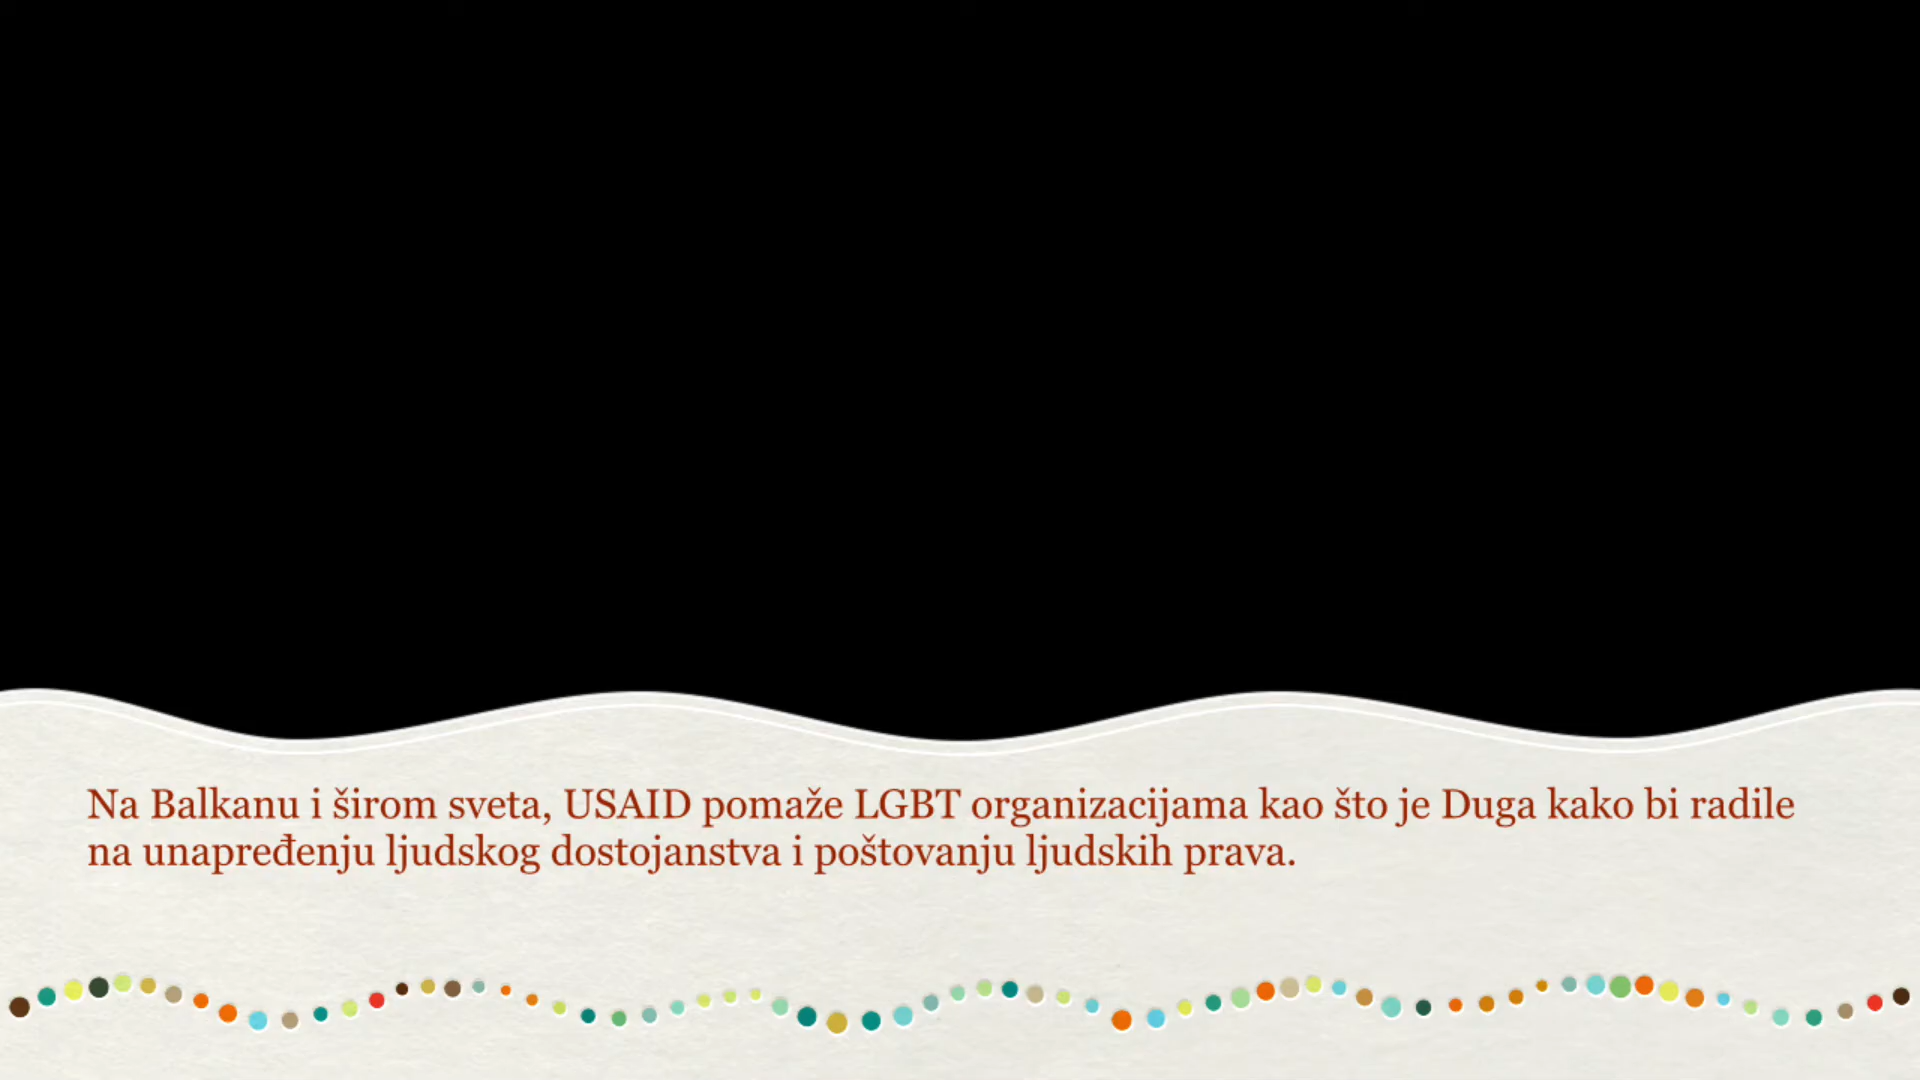 Na Balkanu i širom sveta, USAID pomaže LGBT organizacijama kao što je Duga kako bi radile
na unapređenju ljudskog dostojanstva i poštovanju ljudskih prava.